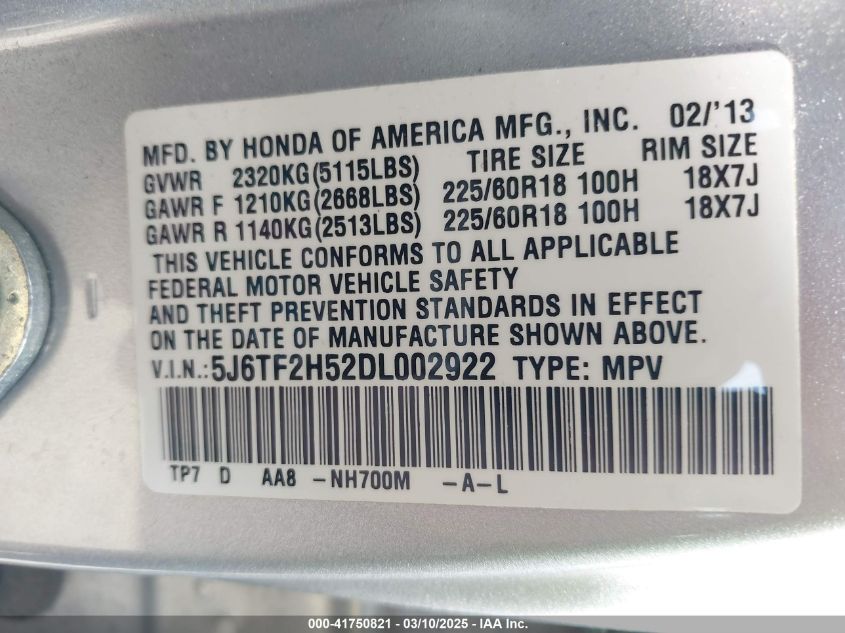 MFD. BY HONDA OF AMERICA MFG., INC. 02/'13
GVWR 2320KG(5115LBS) TIRE SIZE RIM SIZE
GAWR F 1210KG(2668LBS) 225/60R18 100H 18X7J
GAWR R 1140KG(2513LBS) 225/60R18 100H 18X7J
THIS VEHICLE CONFORMS TO ALL APPLICABLE
FEDERAL MOTOR VEHICLE SAFETY
AND THEFT PREVENTION STANDARDS IN EFFECT
ON THE DATE OF MANUFACTURE SHOWN ABOVE.
V.I.N.: 5J6TF2H52DL002922 TYPE: MPV
TP7 D AA8 -NH700M -A-L
000-41750821 - 03/10/2025 - IAA Inc.